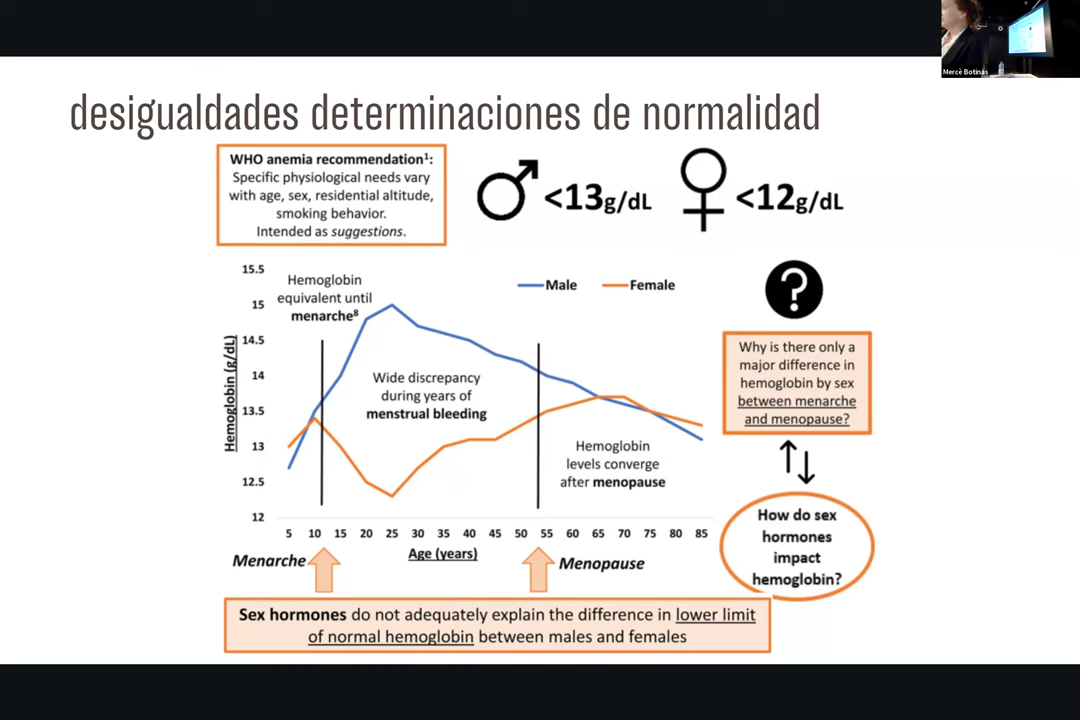 Mercè Botinas
desigualdades determinaciones de normalidad
WHO anemia recommendation¹:
Specific physiological needs vary
with age, sex, residential altitude,
smoking behavior.
Intended as suggestions.
<13g/dL
<12g/dL
15.5
15
14.5
14
13.5
13
12.5
12
Hemoglobin (g/dL)
Hemoglobin
equivalent until
menarche⁸
Male
Female
Wide discrepancy
during years of
menstrual bleeding
Hemoglobin
levels converge
after menopause
5 10 15 20 25 30 35 40 45 50 55 60 65 70 75 80 85
Age (years)
Menarche
Menopause
?
Why is there only a
major difference in
hemoglobin by sex
between menarche
and menopause?
How do sex
hormones
impact
hemoglobin?
Sex hormones do not adequately explain the difference in lower limit
of normal hemoglobin between males and females